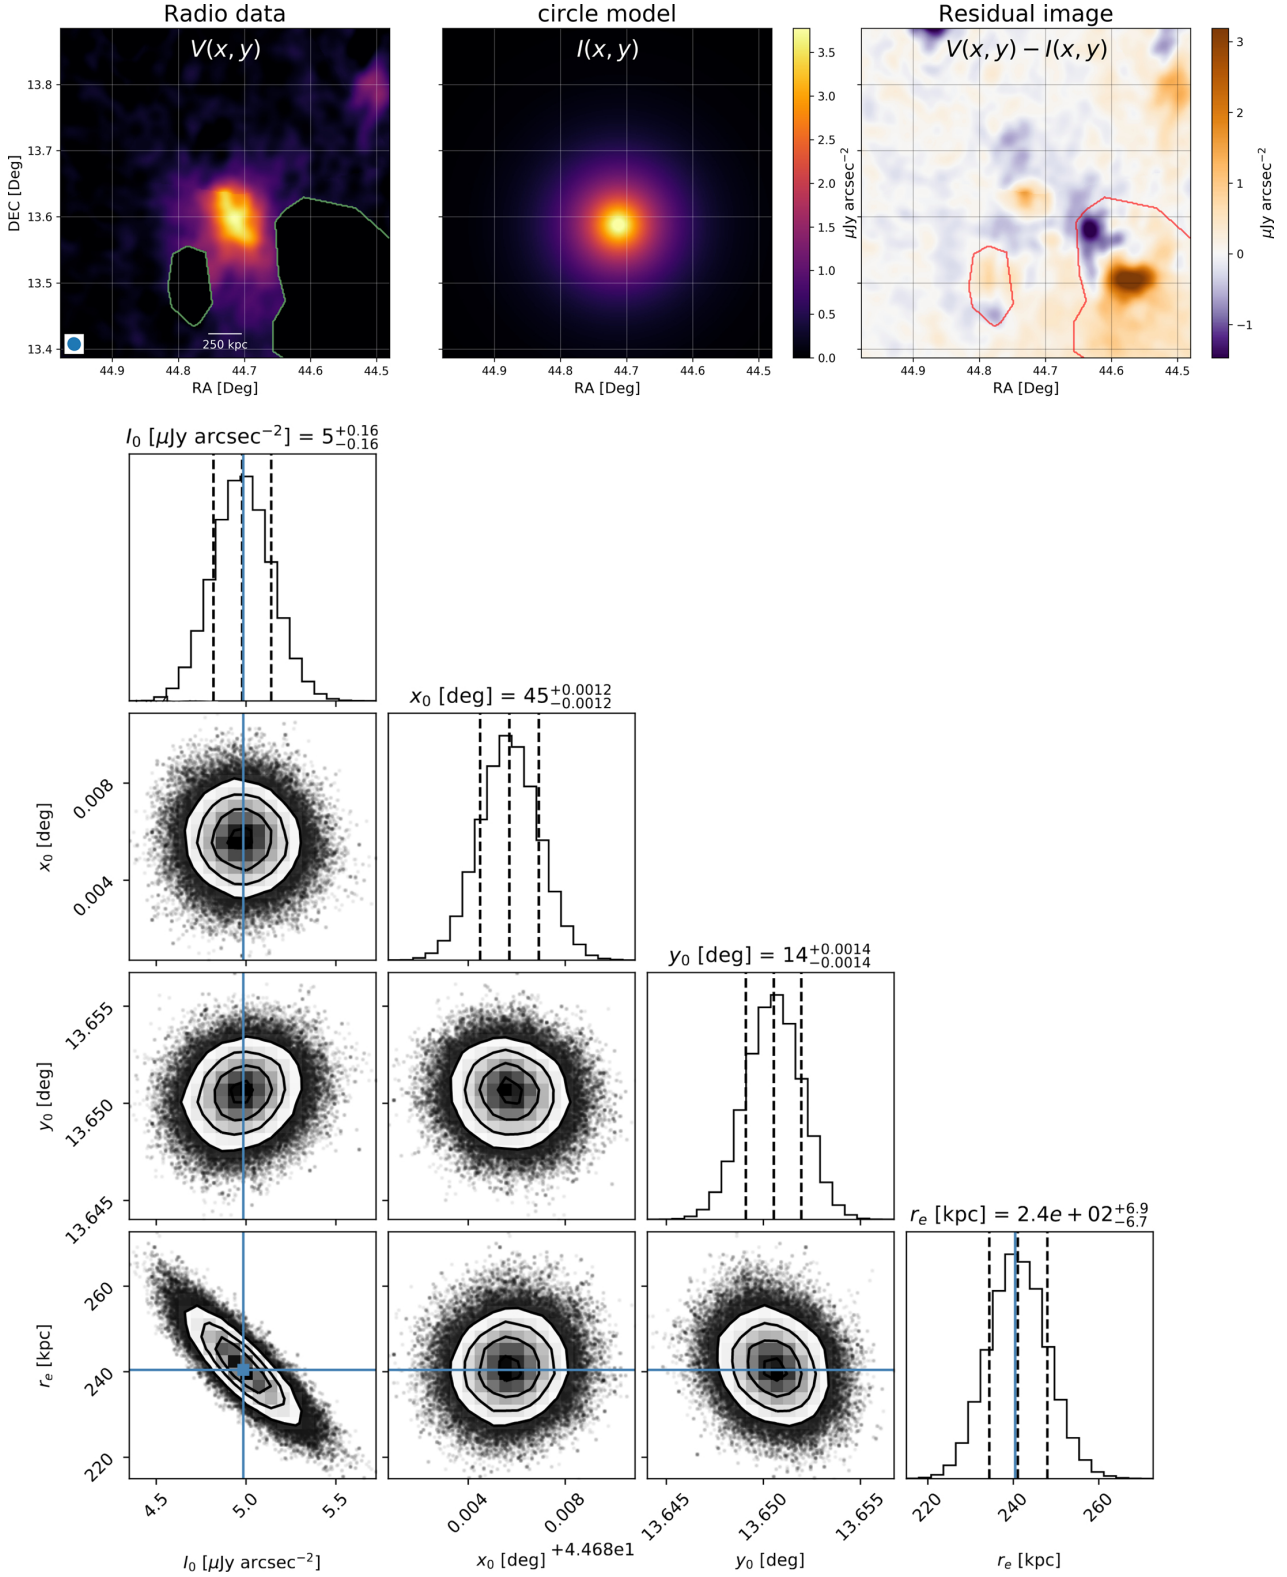 Radio data
circle model
Residual image
V(x, y)
I(x, y)
V(x, y) − I(x, y)
DEC [Deg]
13.8
13.7
13.6
13.5
13.4
250 kpc
44.9 44.8 44.7 44.6 44.5
RA [Deg]
44.9 44.8 44.7 44.6 44.5
RA [Deg]
3.5
3.0
2.5
2.0
1.5
1.0
0.5
0.0
μJy arcsec⁻²
44.9 44.8 44.7 44.6 44.5
RA [Deg]
3
2
1
0
−1
μJy arcsec⁻²
I₀ [μJy arcsec⁻²] = 5 +0.16 −0.16
x₀ [deg] = 45 +0.0012 −0.0012
x₀ [deg]
0.008
0.004
y₀ [deg] = 14 +0.0014 −0.0014
y₀ [deg]
13.655
13.650
13.645
rₑ [kpc] = 2.4e + 02 +6.9 −6.7
rₑ [kpc]
260
240
220
4.5 5.0 5.5
I₀ [μJy arcsec⁻²]
0.004 0.008
x₀ [deg] +4.468e1
13.645 13.650 13.655
y₀ [deg]
220 240 260
rₑ [kpc]